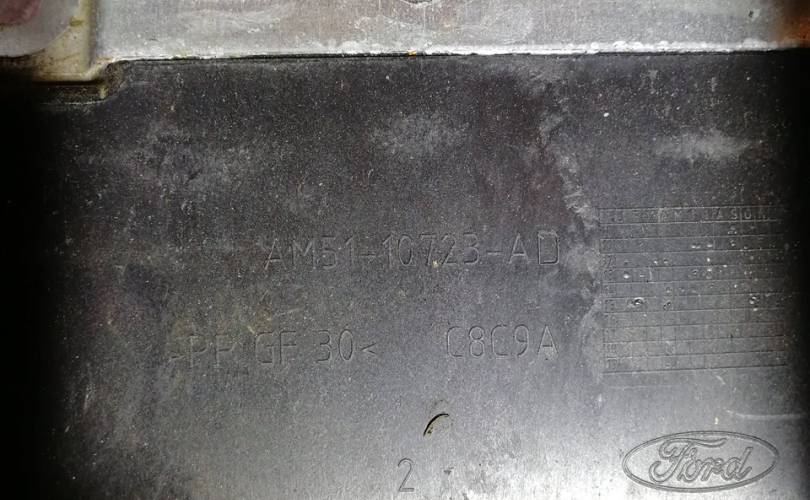 AM51-10723-AD
>PP GF 30< C8C9A
2
Ford